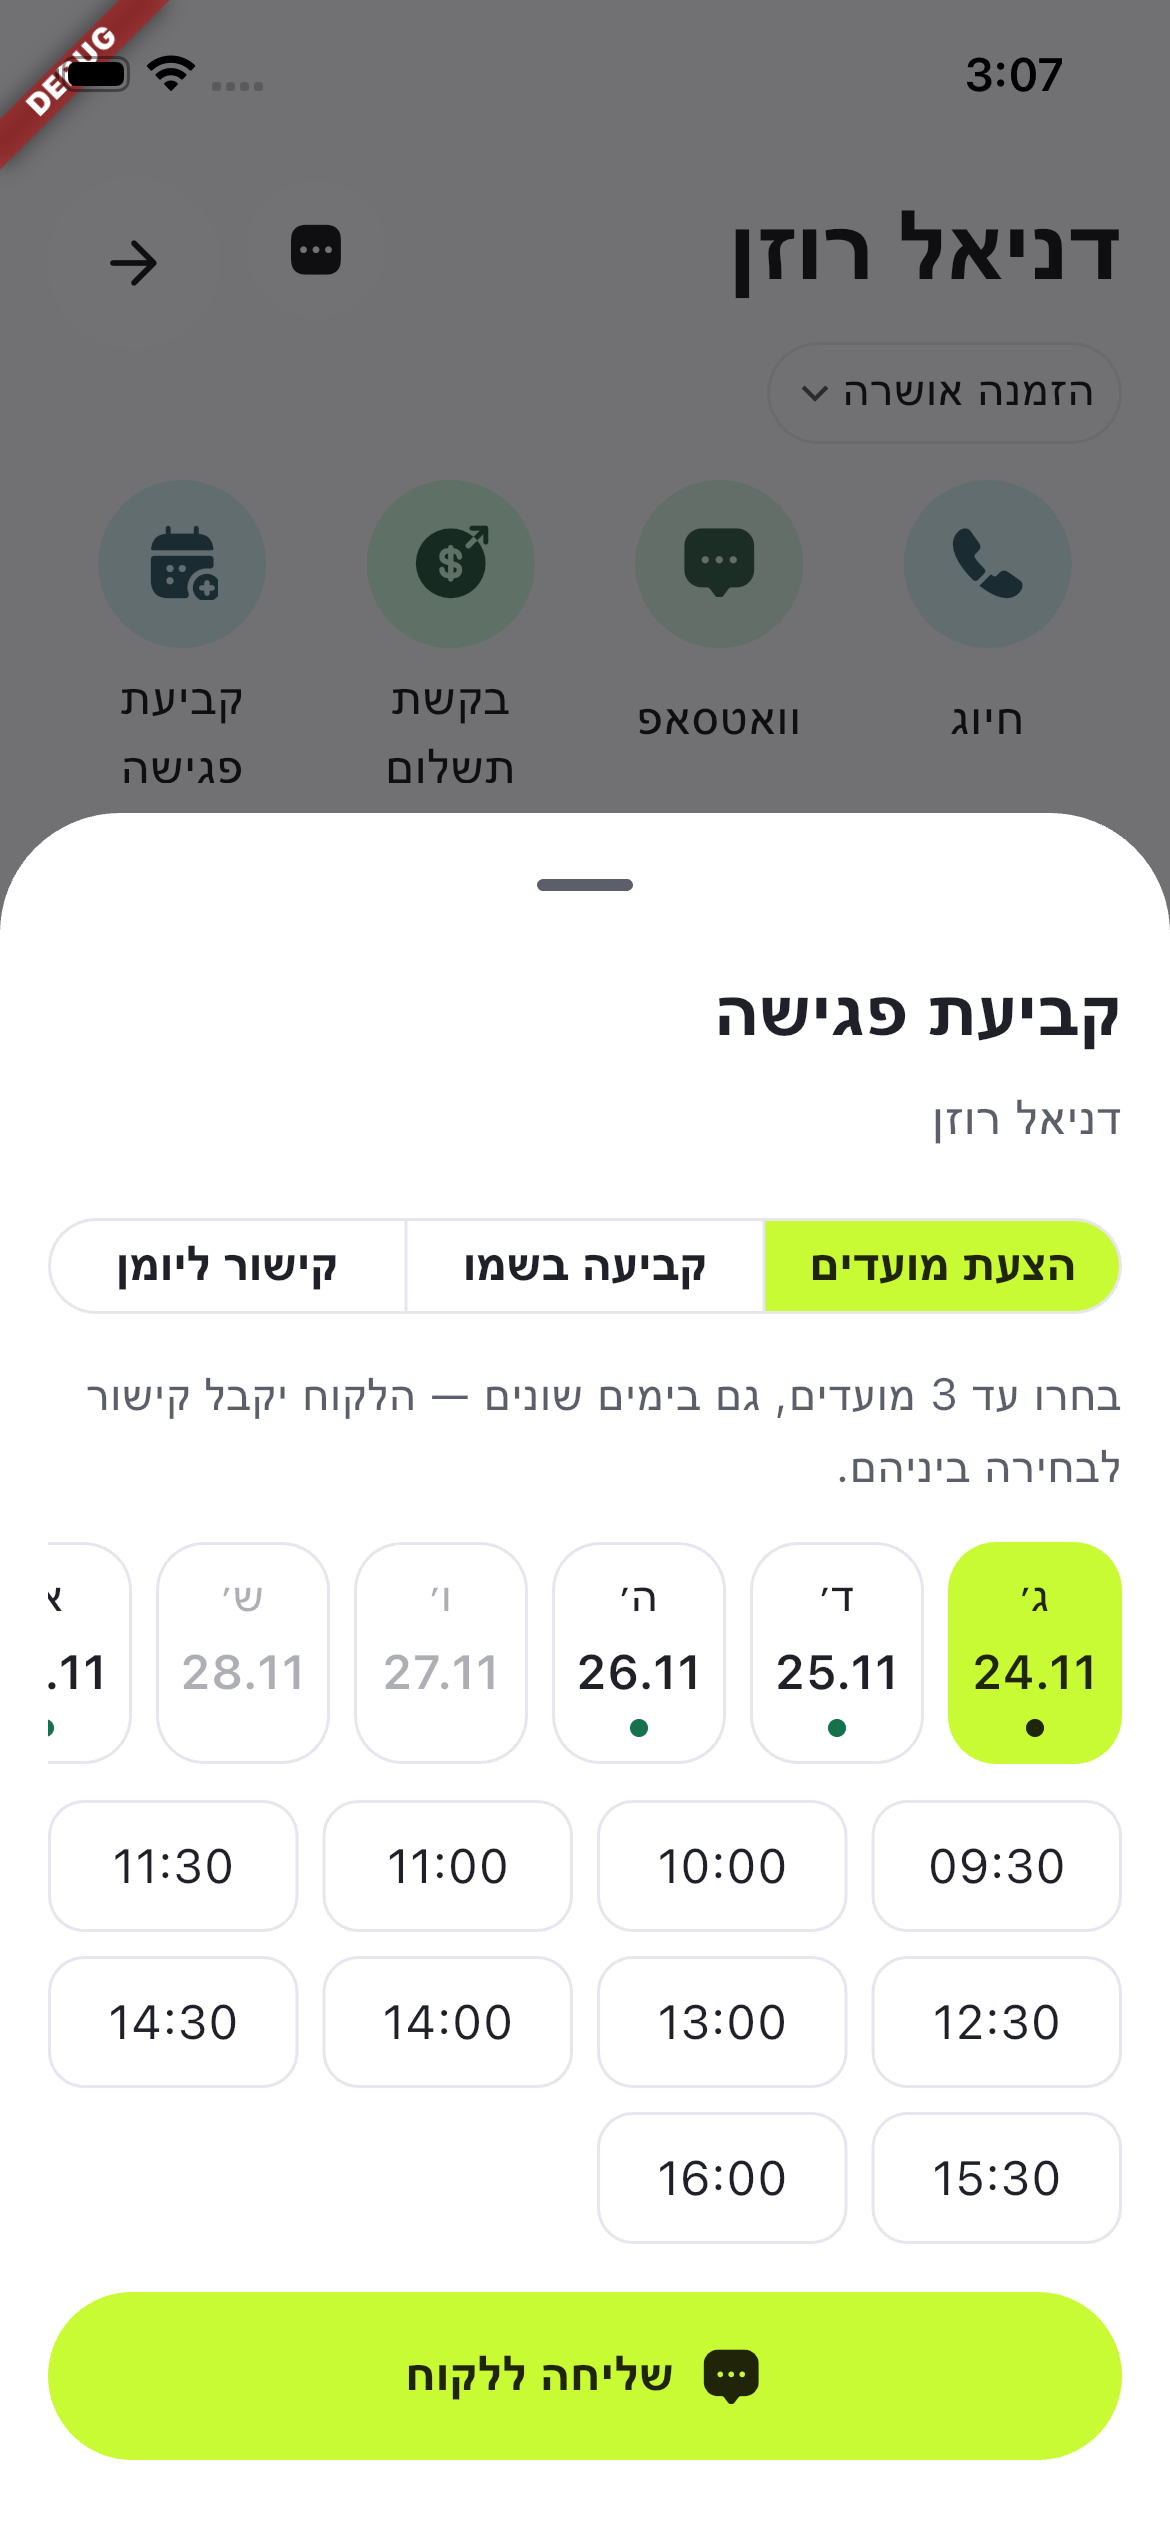 3:07
DEBUG
דניאל רוזן
הזמנה אושרה
חיוג
וואטסאפ
בקשת
תשלום
קביעת
פגישה
קביעת פגישה
דניאל רוזן
הצעת מועדים
קביעה בשמו
קישור ליומן
בחרו עד 3 מועדים, גם בימים שונים — הלקוח יקבל קישור
לבחירה ביניהם.
ג׳
24.11
ד׳
25.11
ה׳
26.11
ו׳
27.11
ש׳
28.11
א
.11
09:30
10:00
11:00
11:30
12:30
13:00
14:00
14:30
15:30
16:00
שליחה ללקוח